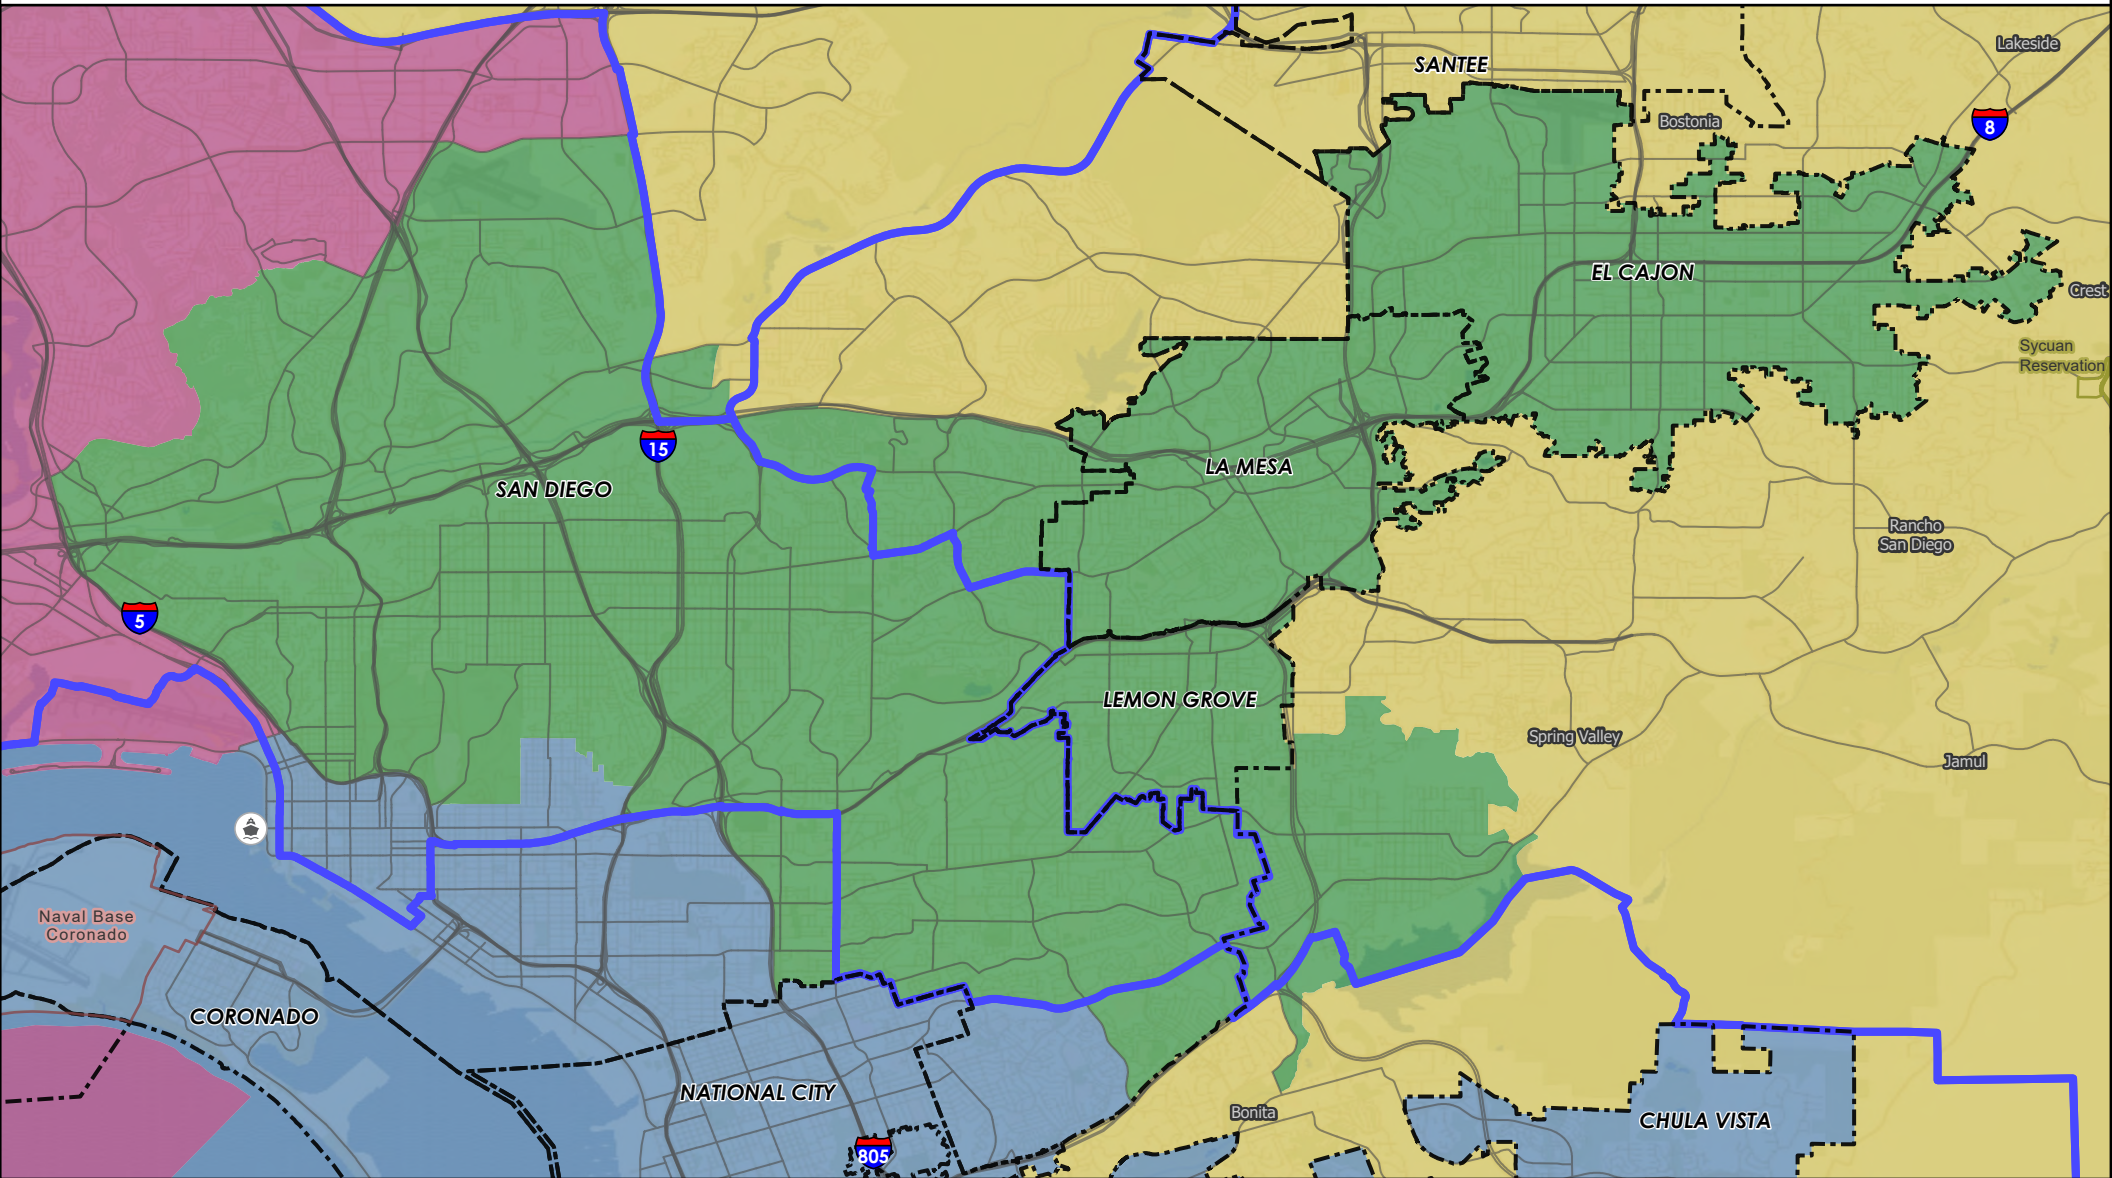 Lakeside
SANTEE
Bostonia
8
EL CAJON
Crest
Sycuan
Reservation
15
LA MESA
SAN DIEGO
Rancho
San Diego
5
LEMON GROVE
Spring Valley
Jamul
Naval Base
Coronado
CORONADO
NATIONAL CITY
Bonita
CHULA VISTA
805